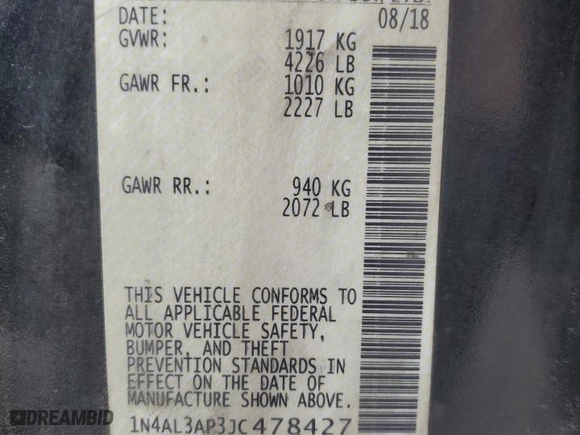 DATE: 08/18
GVWR: 1917 KG
4226 LB
GAWR FR.: 1010 KG
2227 LB
GAWR RR.: 940 KG
2072 LB
THIS VEHICLE CONFORMS TO
ALL APPLICABLE FEDERAL
MOTOR VEHICLE SAFETY,
BUMPER, AND THEFT
PREVENTION STANDARDS IN
EFFECT ON THE DATE OF
MANUFACTURE SHOWN ABOVE.
1N4AL3AP3JC478427
DREAMBID